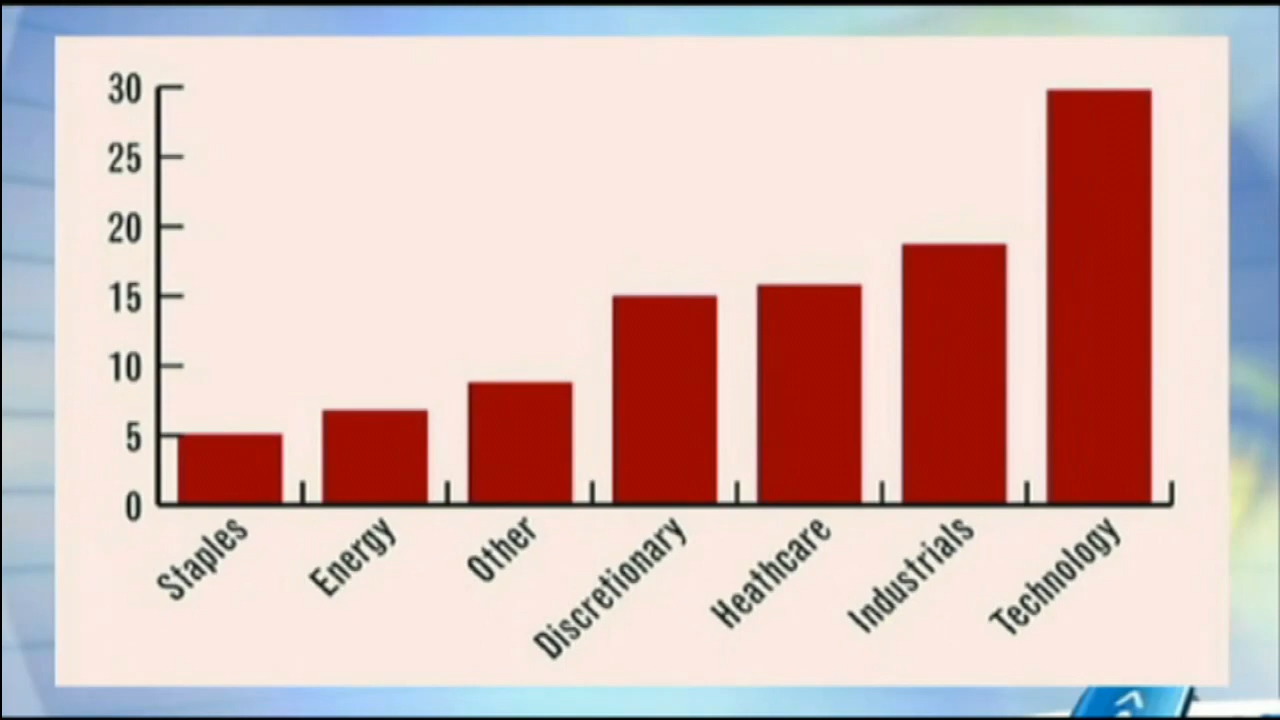 30
25
20
15
10
5
0
Staples
Energy
Other
Discretionary
Heathcare
Industrials
Technology